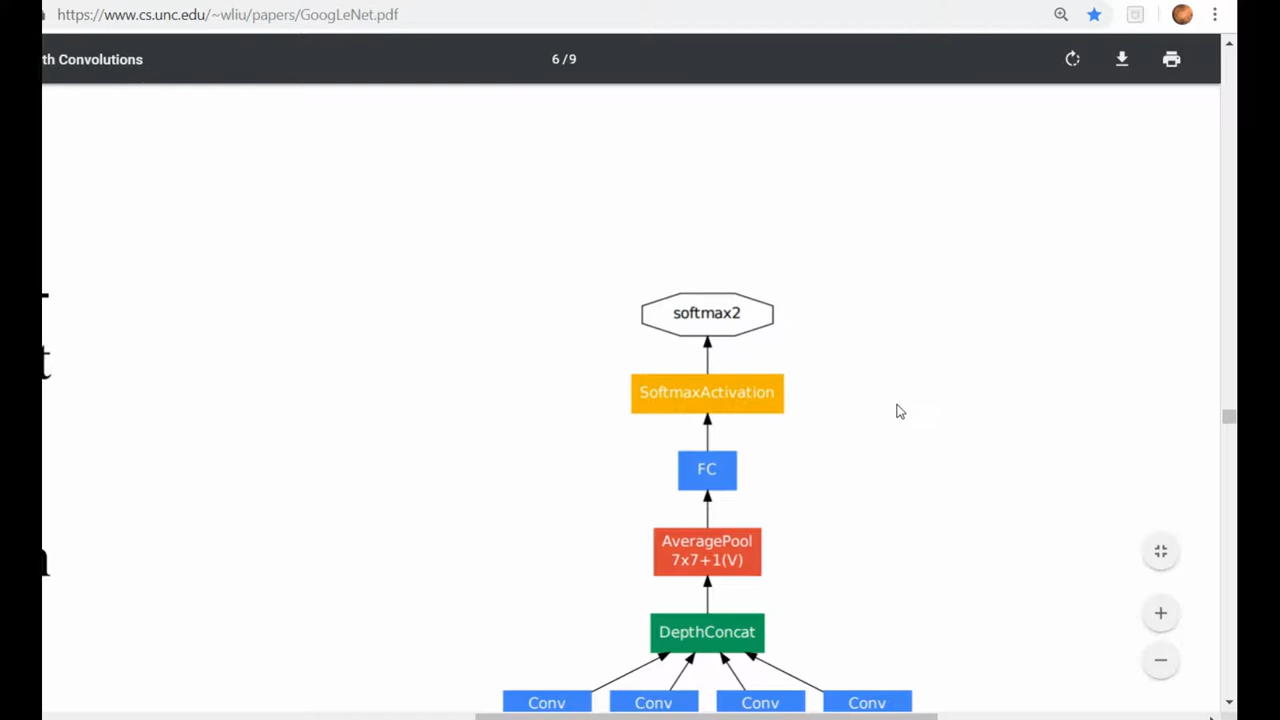 https://www.cs.unc.edu/~wliu/papers/GoogLeNet.pdf
th Convolutions
6 / 9
softmax2
SoftmaxActivation
FC
AveragePool
7x7+1(V)
DepthConcat
Conv
Conv
Conv
Conv
t